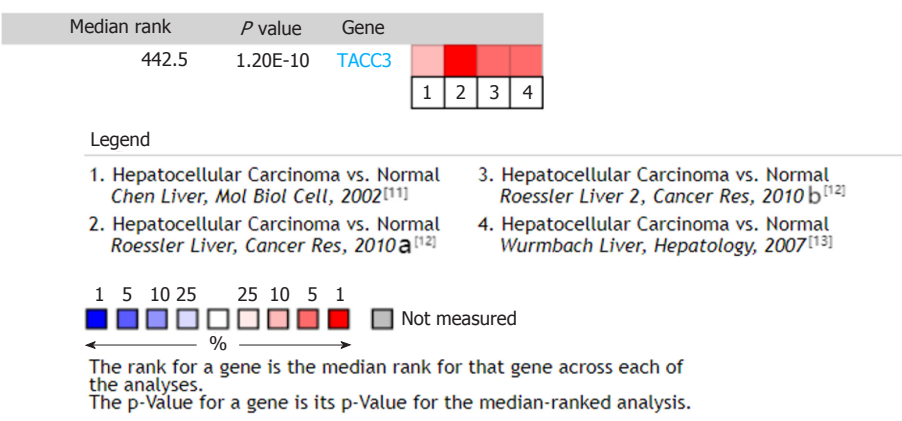 Median rank P value Gene
442.5 1.20E-10 TACC3
1 2 3 4
Legend
1. Hepatocellular Carcinoma vs. Normal
Chen Liver, Mol Biol Cell, 2002[11]
2. Hepatocellular Carcinoma vs. Normal
Roessler Liver, Cancer Res, 2010 a[12]
3. Hepatocellular Carcinoma vs. Normal
Roessler Liver 2, Cancer Res, 2010 b[12]
4. Hepatocellular Carcinoma vs. Normal
Wurmbach Liver, Hepatology, 2007[13]
1 5 10 25 25 10 5 1
Not measured
%
The rank for a gene is the median rank for that gene across each of
the analyses.
The p-Value for a gene is its p-Value for the median-ranked analysis.